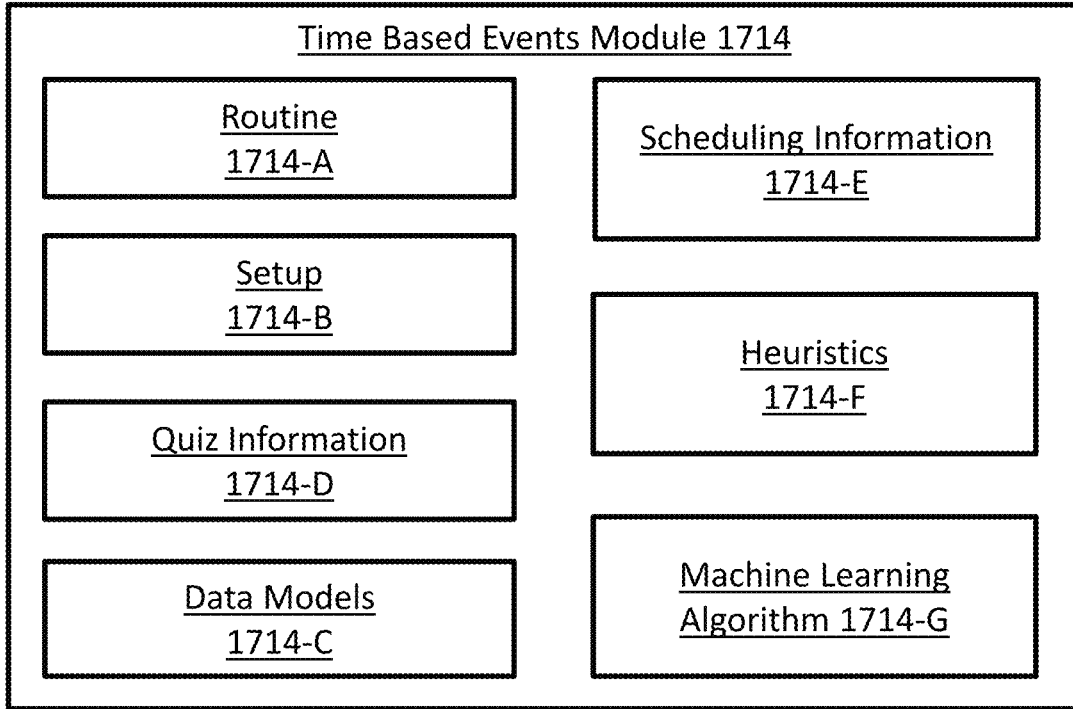 Time Based Events Module 1714
Routine
1714-A
Setup
1714-B
Quiz Information
1714-D
Data Models
1714-C
Scheduling Information
1714-E
Heuristics
1714-F
Machine Learning
Algorithm 1714-G